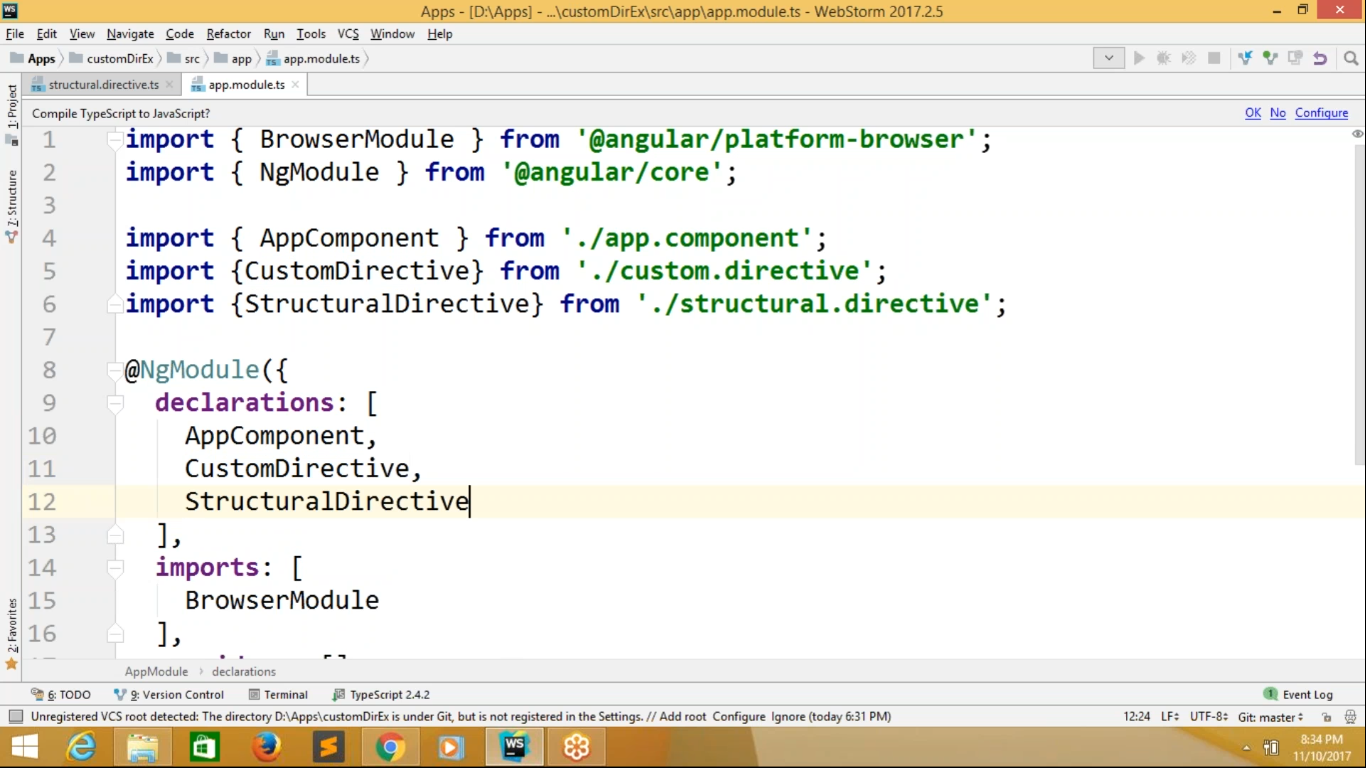 WS
Apps - [D:\Apps] - ...\customDirEx\src\app\app.module.ts - WebStorm 2017.2.5
File Edit View Navigate Code Refactor Run Tools VCS Window Help
Apps customDirEx src app app.module.ts
structural.directive.ts app.module.ts
Compile TypeScript to JavaScript? OK No Configure
1: Project
7: Structure
2: Favorites
1 import { BrowserModule } from '@angular/platform-browser';
2 import { NgModule } from '@angular/core';
3
4 import { AppComponent } from './app.component';
5 import {CustomDirective} from './custom.directive';
6 import {StructuralDirective} from './structural.directive';
7
8 @NgModule({
9 declarations: [
10 AppComponent,
11 CustomDirective,
12 StructuralDirective
13 ],
14 imports: [
15 BrowserModule
16 ],
AppModule › declarations
6: TODO 9: Version Control Terminal TypeScript 2.4.2 1 Event Log
Unregistered VCS root detected: The directory D:\Apps\customDirEx is under Git, but is not registered in the Settings. // Add root Configure Ignore (today 6:31 PM) 12:24 LF UTF-8 Git: master
WS
8:34 PM
11/10/2017